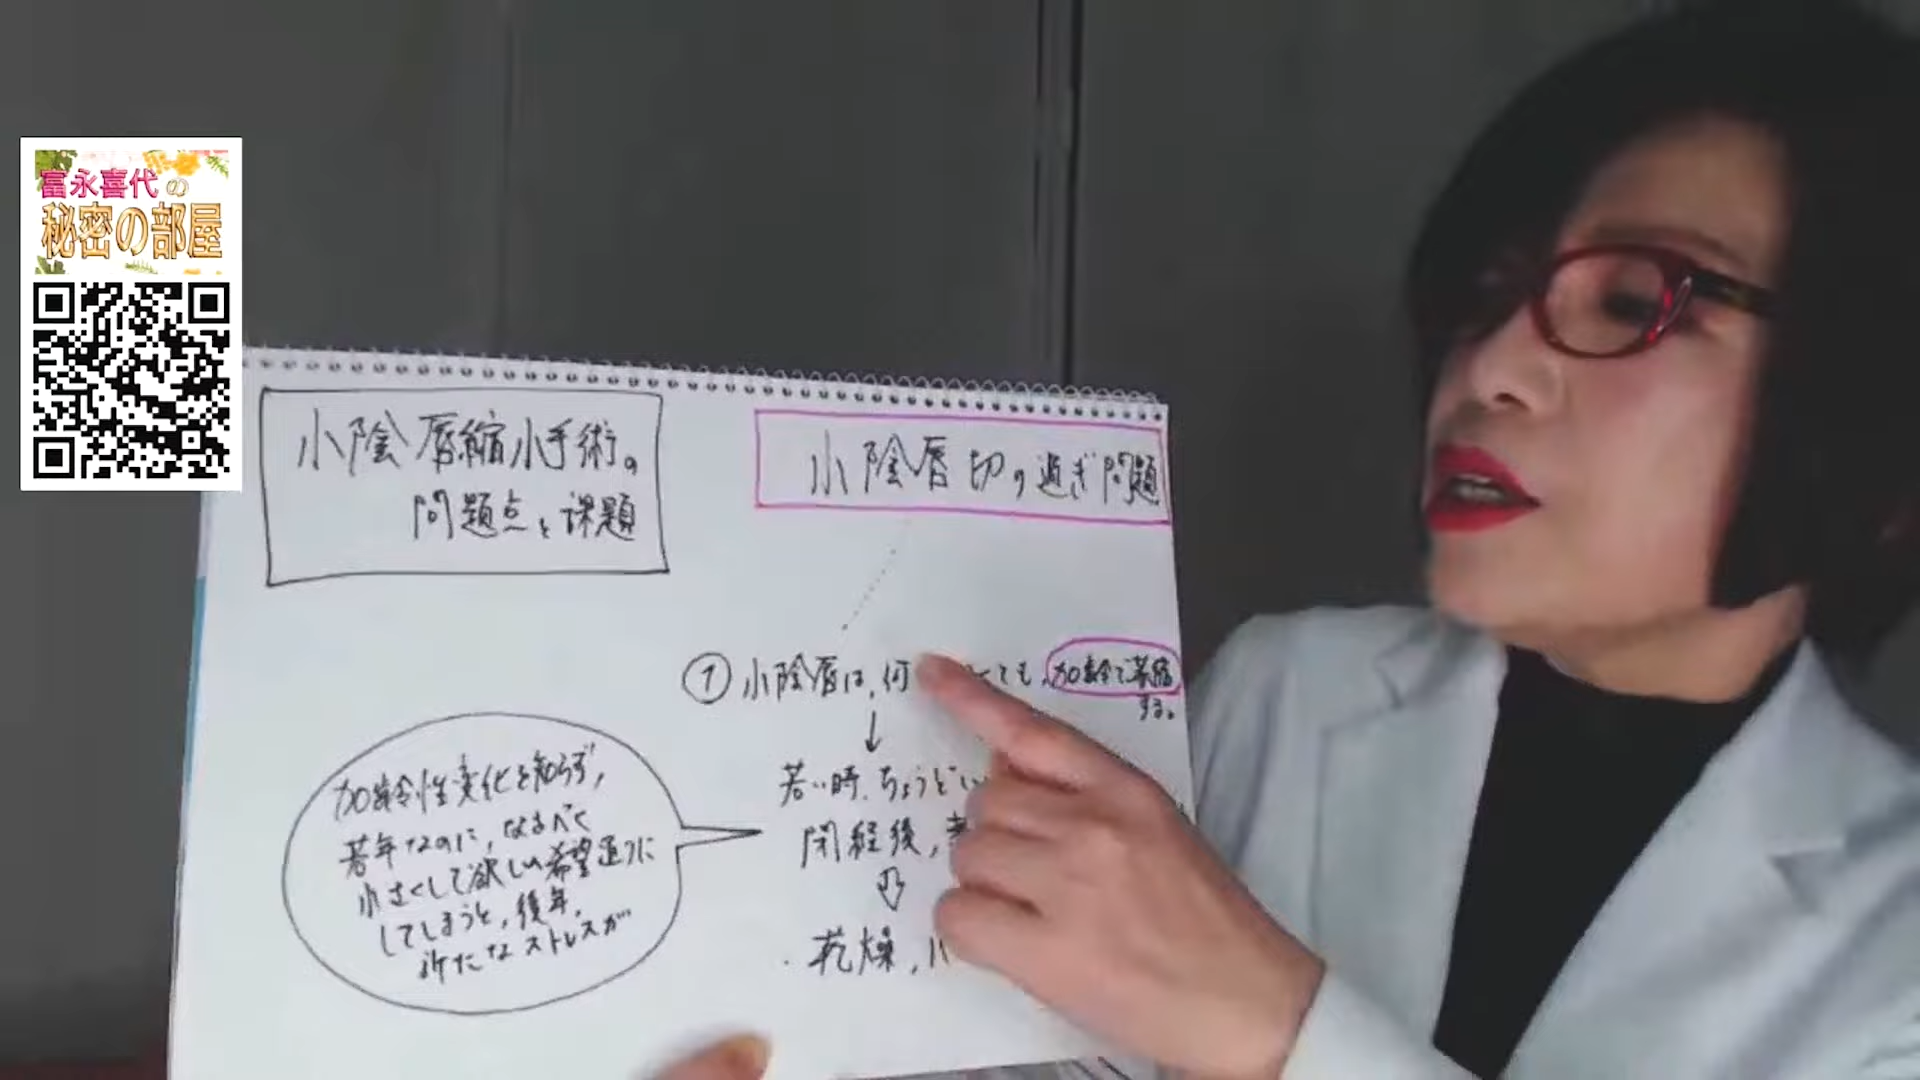 富永喜代の
秘密の部屋
小陰唇縮小手術の
問題点と課題
小陰唇切り過ぎ問題
① 小陰唇は、何 ても、加齢で萎縮
する。
↓
若い時、ちょうどい
閉経後、萎
⇩
・乾燥、
加齢性変化を知らず、
若年なのに、なるべく
小さくして欲しい希望通りに
してしまうと、後年、
新たなストレスが